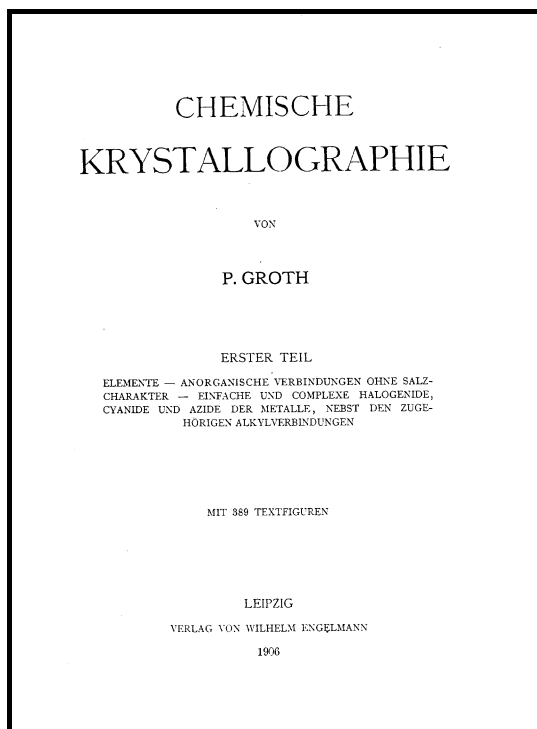 CHEMISCHE
KRYSTALLOGRAPHIE
VON
P. GROTH
ERSTER TEIL
ELEMENTE — ANORGANISCHE VERBINDUNGEN OHNE SALZ-
CHARAKTER — EINFACHE UND COMPLEXE HALOGENIDE,
CYANIDE UND AZIDE DER METALLE, NEBST DEN ZUGE-
HÖRIGEN ALKYLVERBINDUNGEN
MIT 389 TEXTFIGUREN
LEIPZIG
VERLAG VON WILHELM ENGELMANN
1906